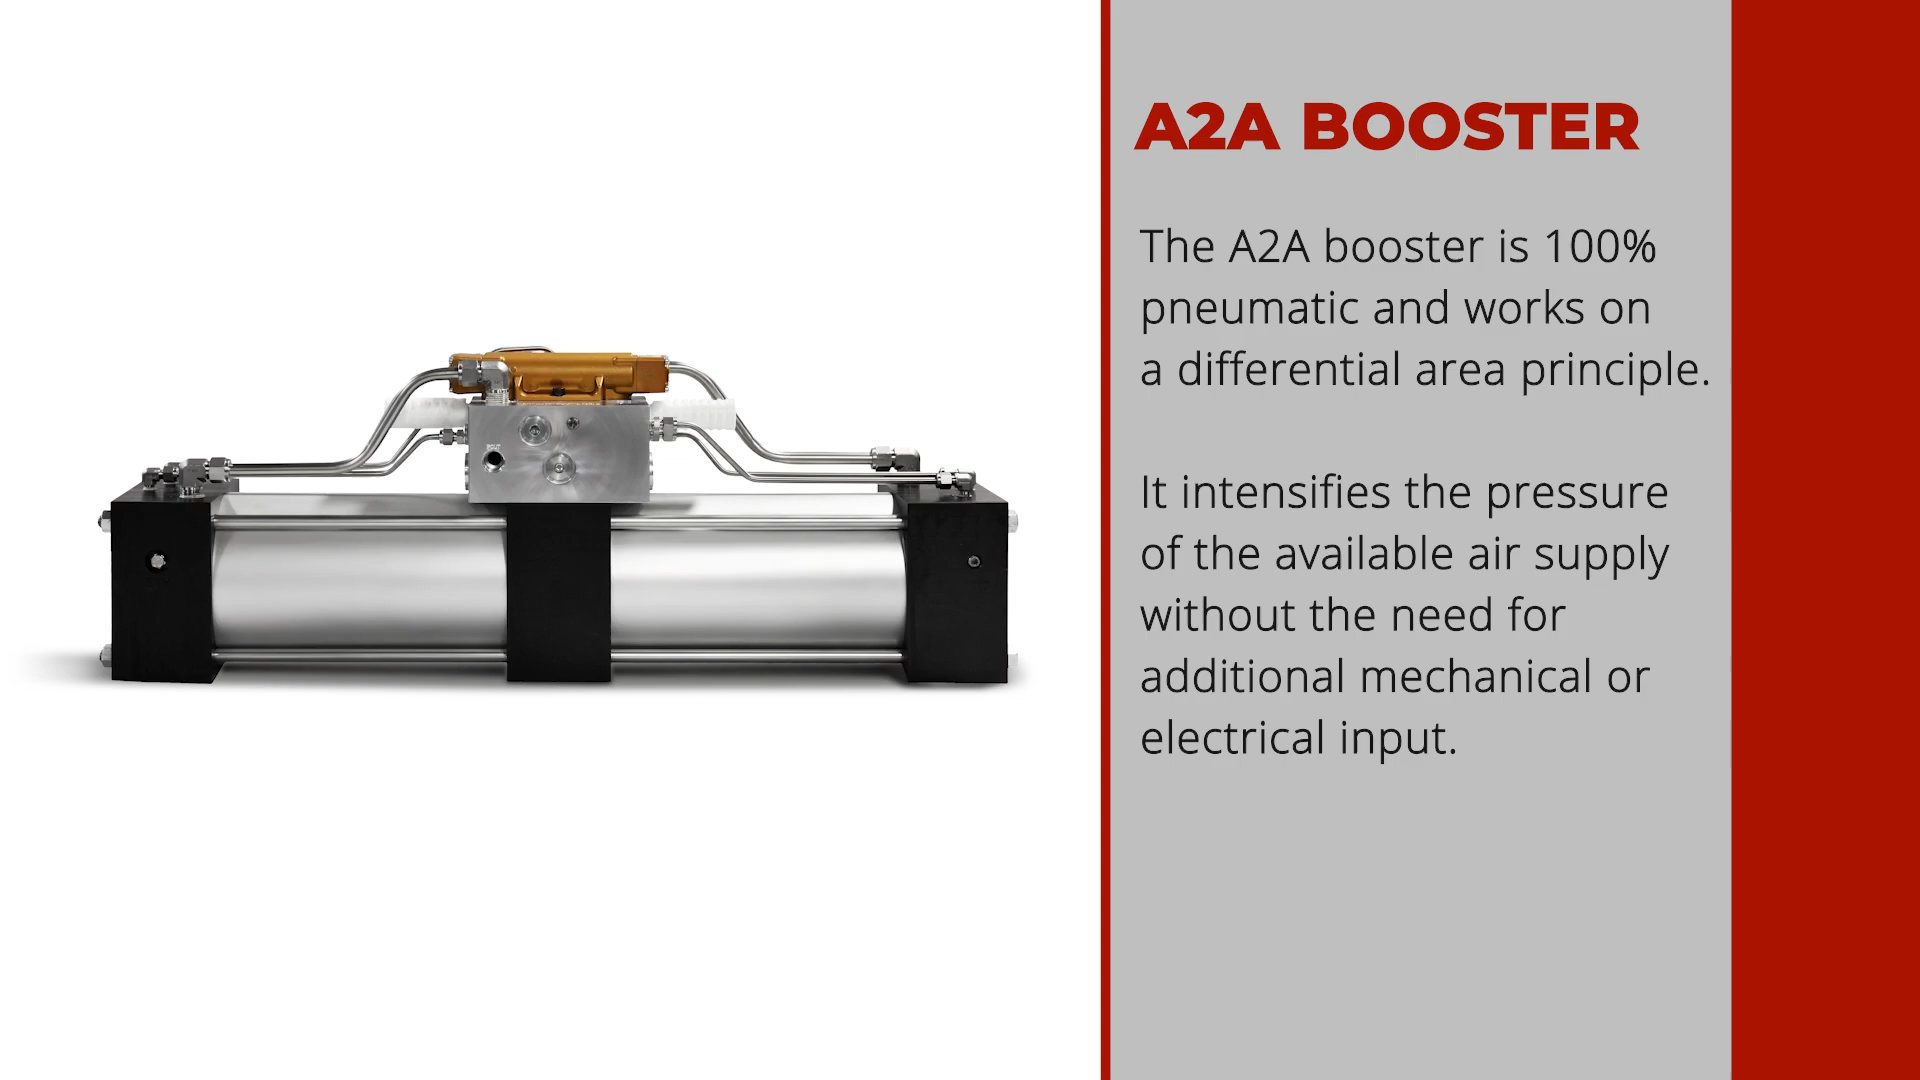 A2A BOOSTER
The A2A booster is 100%
pneumatic and works on
a differential area principle.
It intensifies the pressure
of the available air supply
without the need for
additional mechanical or
electrical input.